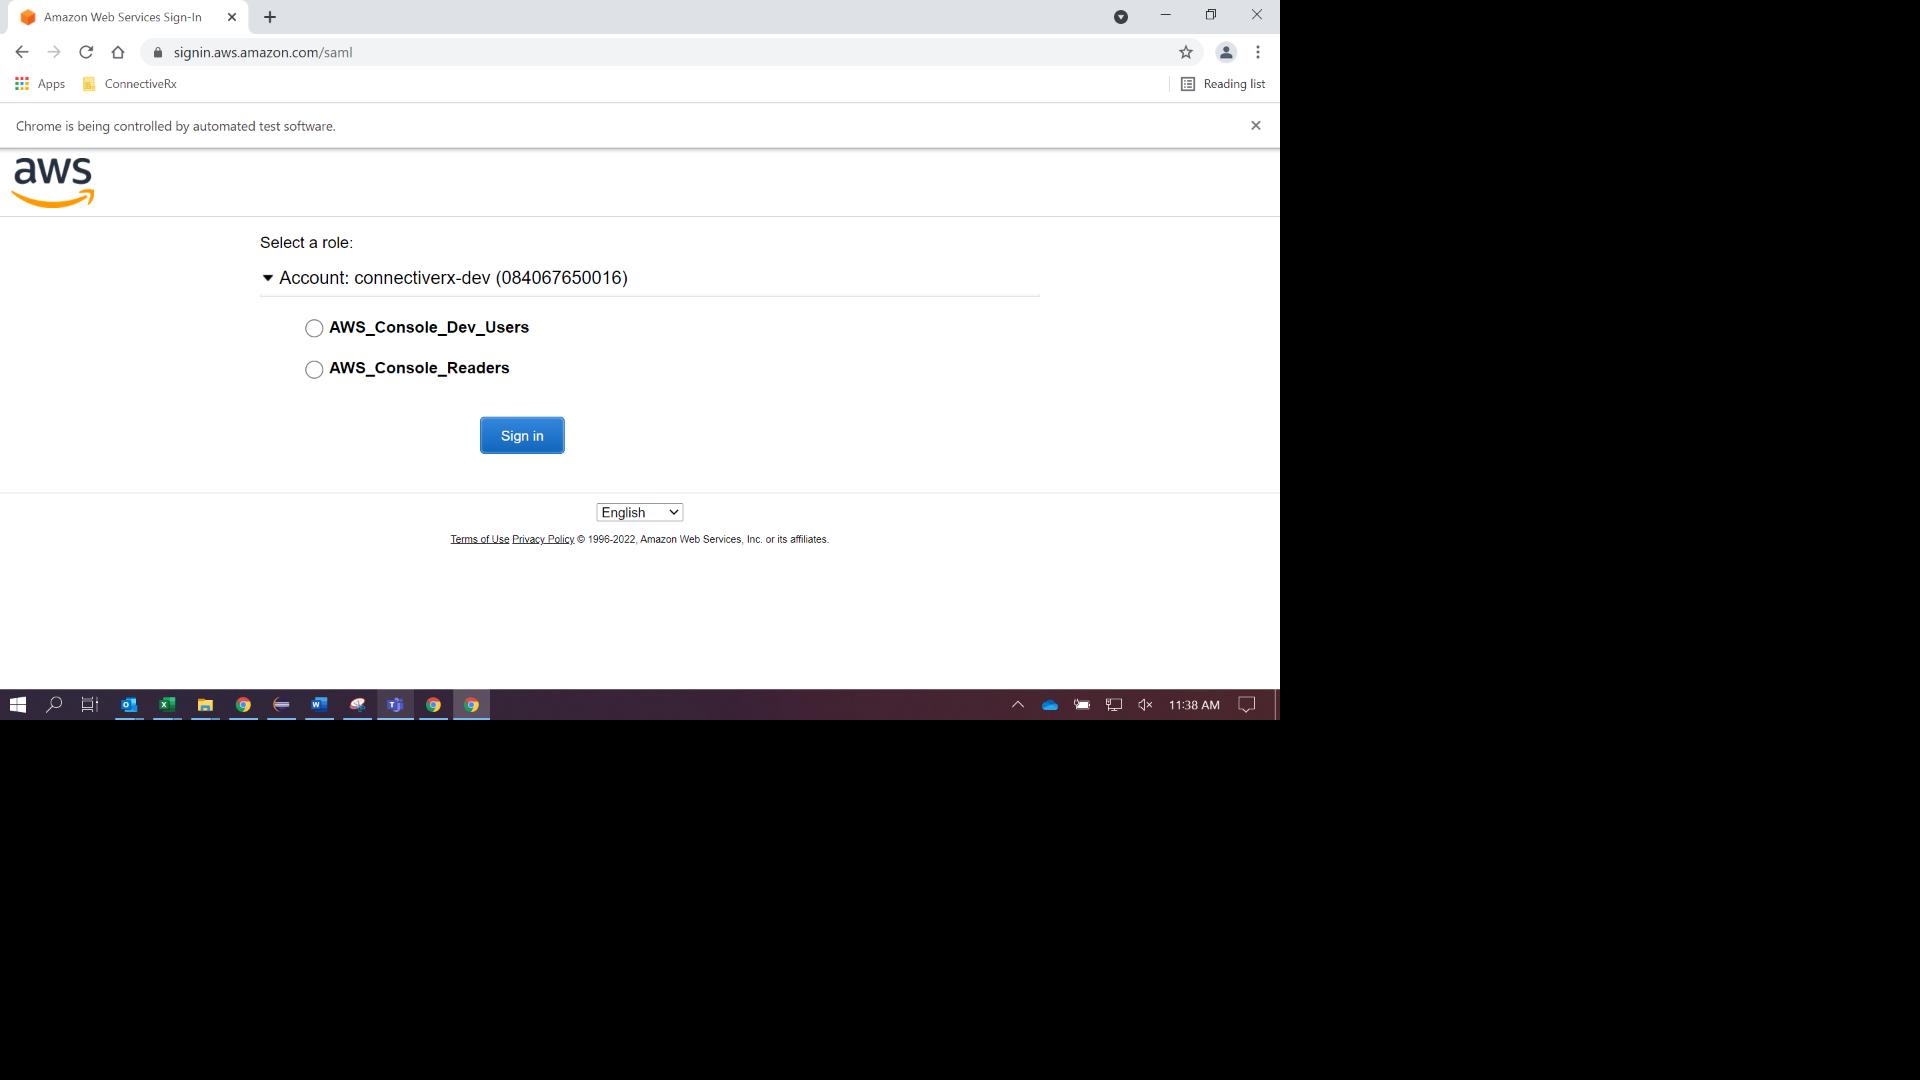 Amazon Web Services Sign-In
signin.aws.amazon.com/saml
Apps
ConnectiveRx
Reading list
Chrome is being controlled by automated test software.
aws
Select a role:
Account: connectiverx-dev (084067650016)
AWS_Console_Dev_Users
AWS_Console_Readers
Sign in
English
Terms of Use Privacy Policy © 1996-2022, Amazon Web Services, Inc. or its affiliates.
11:38 AM